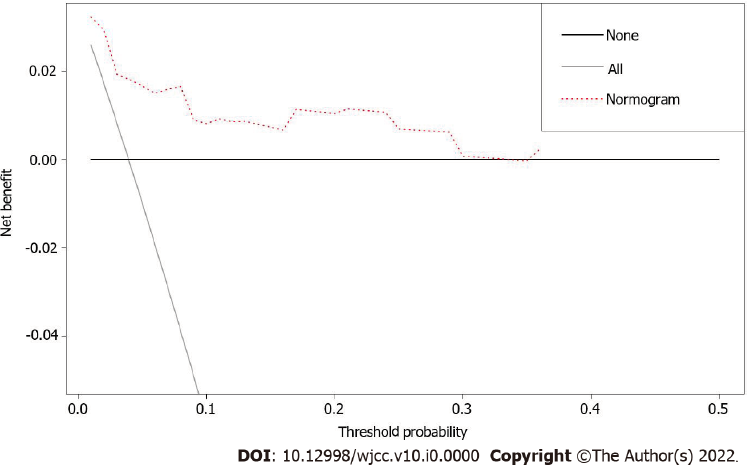 None
All
Normogram
0.02
0.00
-0.02
-0.04
Net benefit
0.0 0.1 0.2 0.3 0.4 0.5
Threshold probability
DOI: 10.12998/wjcc.v10.i0.0000 Copyright ©The Author(s) 2022.